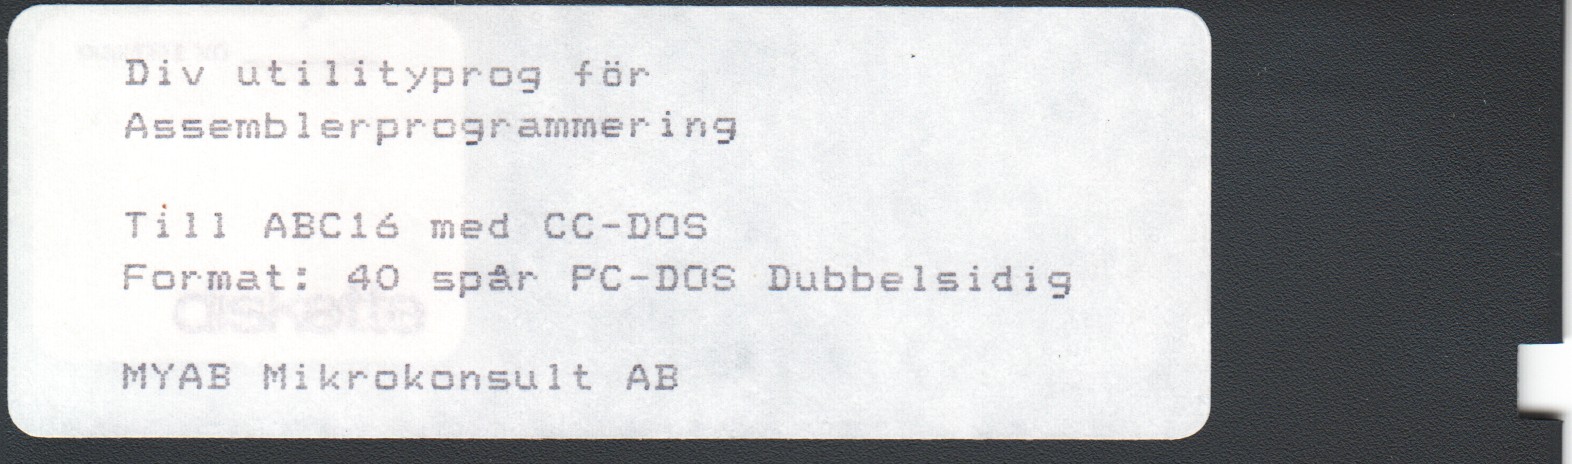 Div utilityprog för
Assemblerprogrammering
Till ABC16 med CC-DOS
Format: 40 spår PC-DOS Dubbelsidig
MYAB Mikrokonsult AB